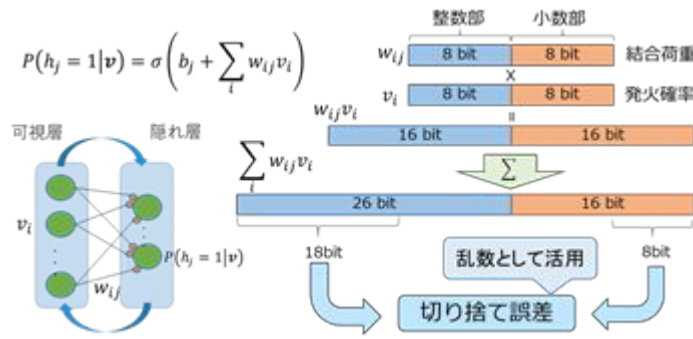 P(h_j = 1|v) = σ(b_j + ∑_i w_ij v_i)
整数部 小数部
w_ij 8 bit 8 bit 結合荷重
×
v_i 8 bit 8 bit 発火確率
=
w_ij v_i 16 bit 16 bit
∑
∑_i w_ij v_i 26 bit 16 bit
18bit 8bit
乱数として活用
切り捨て誤差
可視層 隠れ層
v_i
P(h_j = 1|v)
w_ij